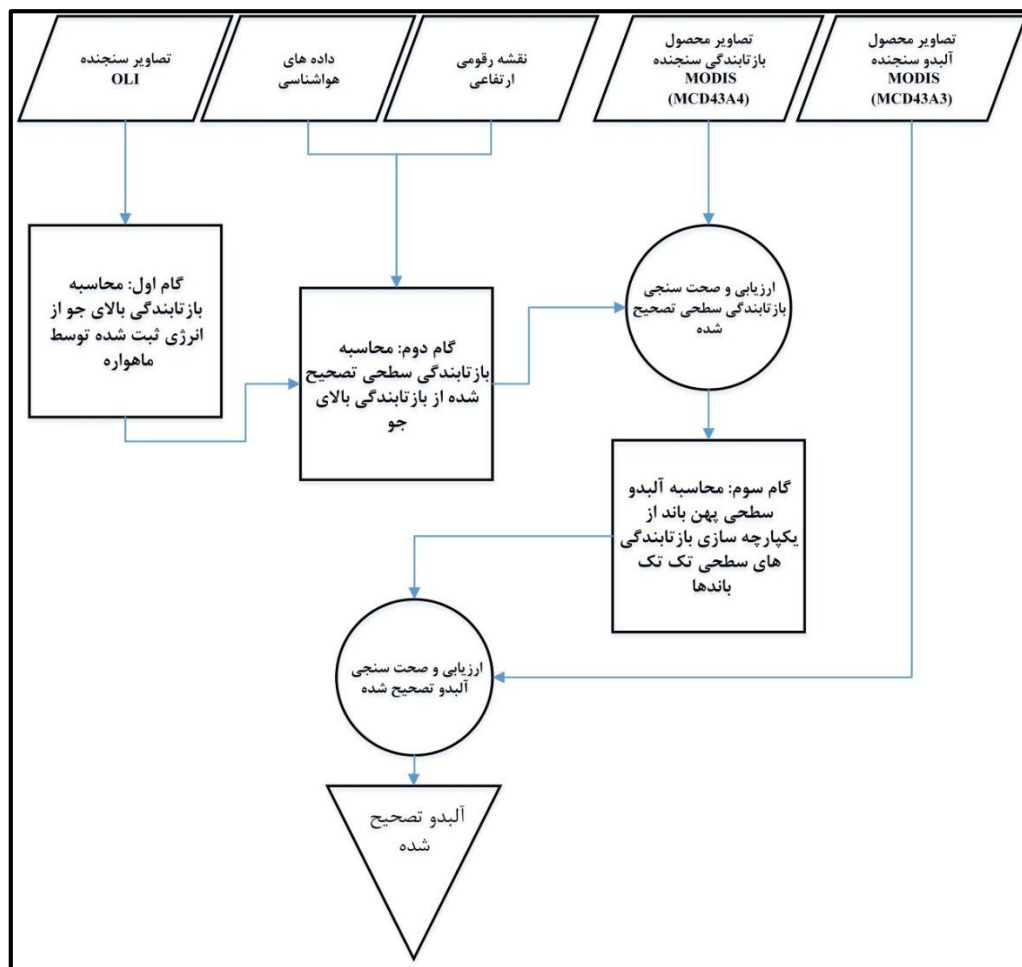 تصاویر محصول
آلبدو سنجنده
MODIS
(MCD43A3)
تصاویر محصول
بازتابندگی سنجنده
MODIS
(MCD43A4)
نقشه رقومی
ارتفاعی
داده های
هواشناسی
تصاویر سنجنده
OLI
گام اول: محاسبه
بازتابندگی بالای جو از
انرژی ثبت شده توسط
ماهواره
گام دوم: محاسبه
بازتابندگی سطحی تصحیح
شده از بازتابندگی بالای
جو
ارزیابی و صحت سنجی
بازتابندگی سطحی تصحیح
شده
گام سوم: محاسبه آلبدو
سطحی پهن باند از
یکپارچه سازی بازتابندگی
های سطحی تک تک
باندها
ارزیابی و صحت سنجی
آلبدو تصحیح شده
آلبدو تصحیح
شده